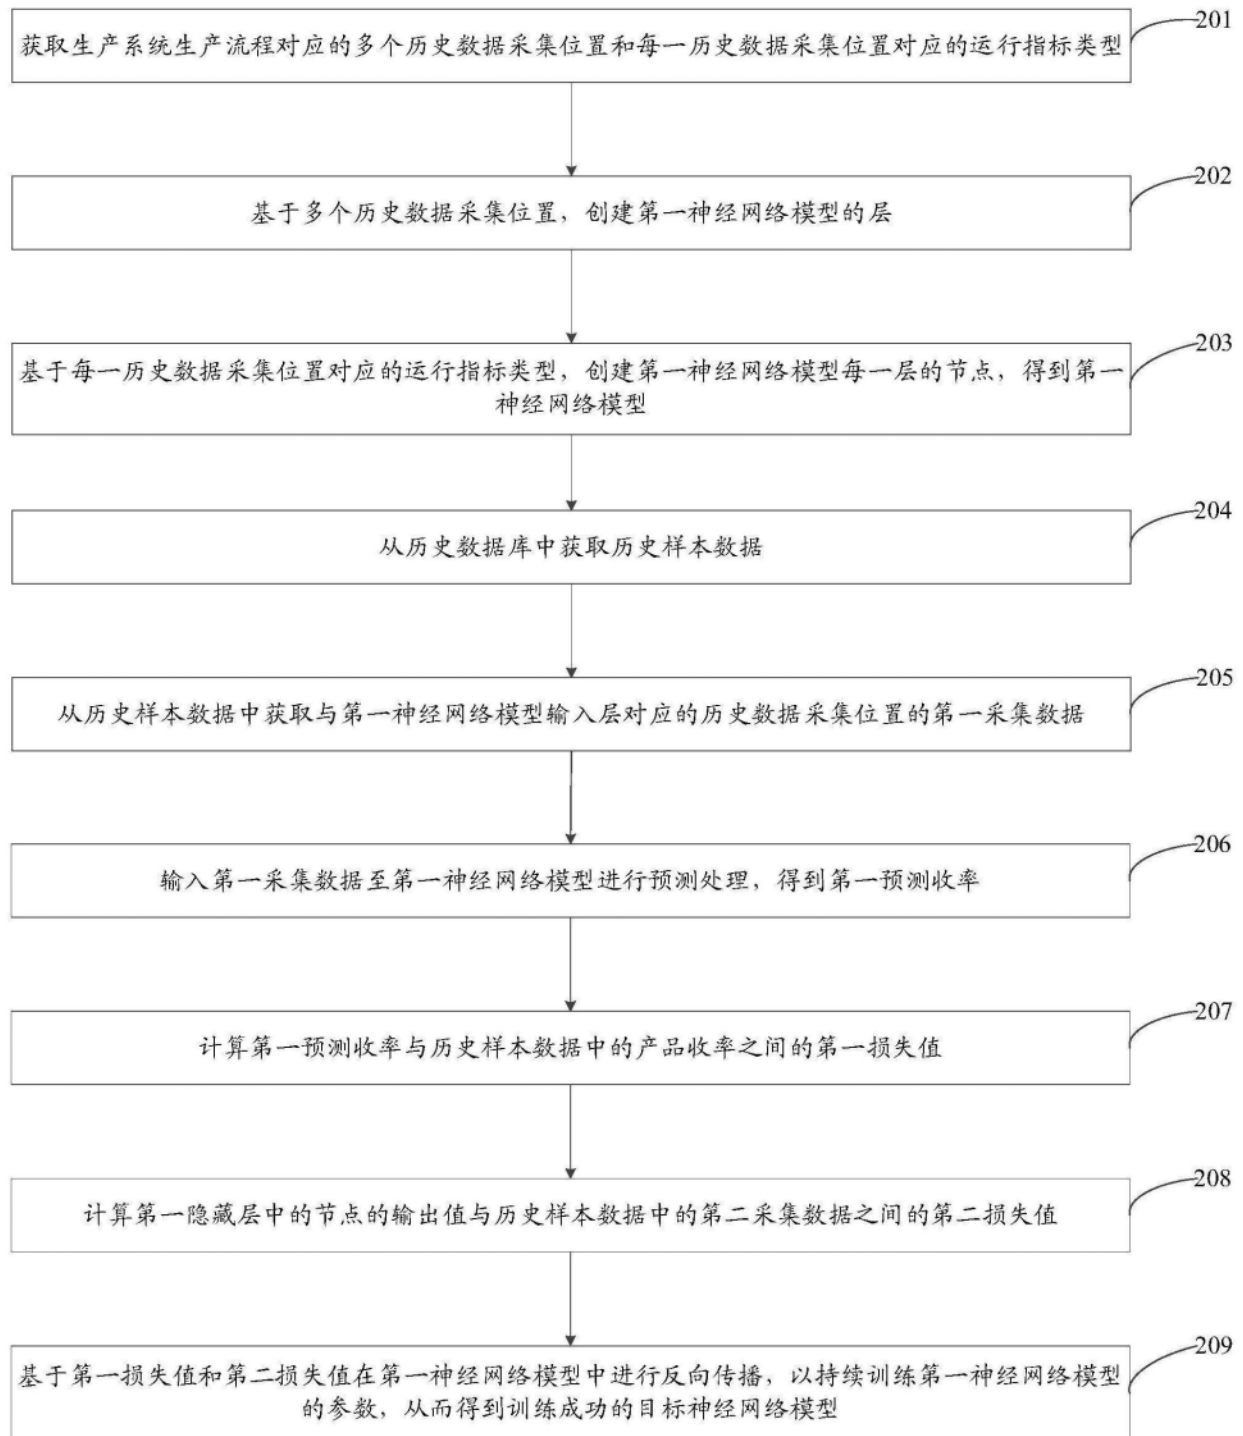 201
获取生产系统生产流程对应的多个历史数据采集位置和每一历史数据采集位置对应的运行指标类型
202
基于多个历史数据采集位置，创建第一神经网络模型的层
203
基于每一历史数据采集位置对应的运行指标类型，创建第一神经网络模型每一层的节点，得到第一
神经网络模型
204
从历史数据库中获取历史样本数据
205
从历史样本数据中获取与第一神经网络模型输入层对应的历史数据采集位置的第一采集数据
206
输入第一采集数据至第一神经网络模型进行预测处理，得到第一预测收率
207
计算第一预测收率与历史样本数据中的产品收率之间的第一损失值
208
计算第一隐藏层中的节点的输出值与历史样本数据中的第二采集数据之间的第二损失值
209
基于第一损失值和第二损失值在第一神经网络模型中进行反向传播，以持续训练第一神经网络模型
的参数，从而得到训练成功的目标神经网络模型